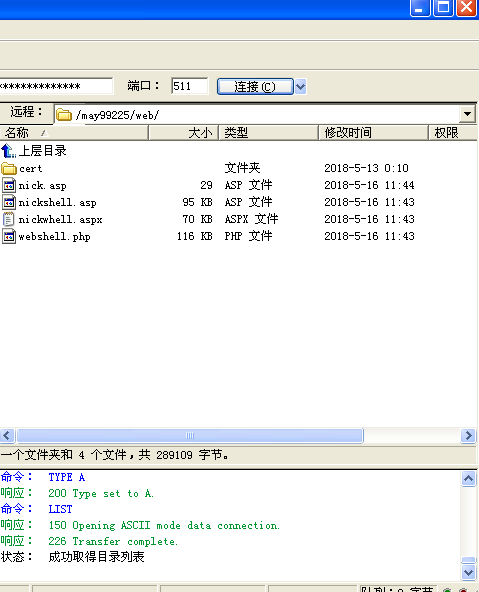 ************** 端口： 511 连接(C)
远程： /may99225/web/
名称 大小 类型 修改时间 权限
上层目录
cert 文件夹 2018-5-13 0:10
nick.asp 29 ASP 文件 2018-5-16 11:44
nickshell.asp 95 KB ASP 文件 2018-5-16 11:43
nickwhell.aspx 70 KB ASPX 文件 2018-5-16 11:43
webshell.php 116 KB PHP 文件 2018-5-16 11:43
一个文件夹和 4 个文件，共 289109 字节。
命令： TYPE A
响应： 200 Type set to A.
命令： LIST
响应： 150 Opening ASCII mode data connection.
响应： 226 Transfer complete.
状态： 成功取得目录列表
队列：0 字节